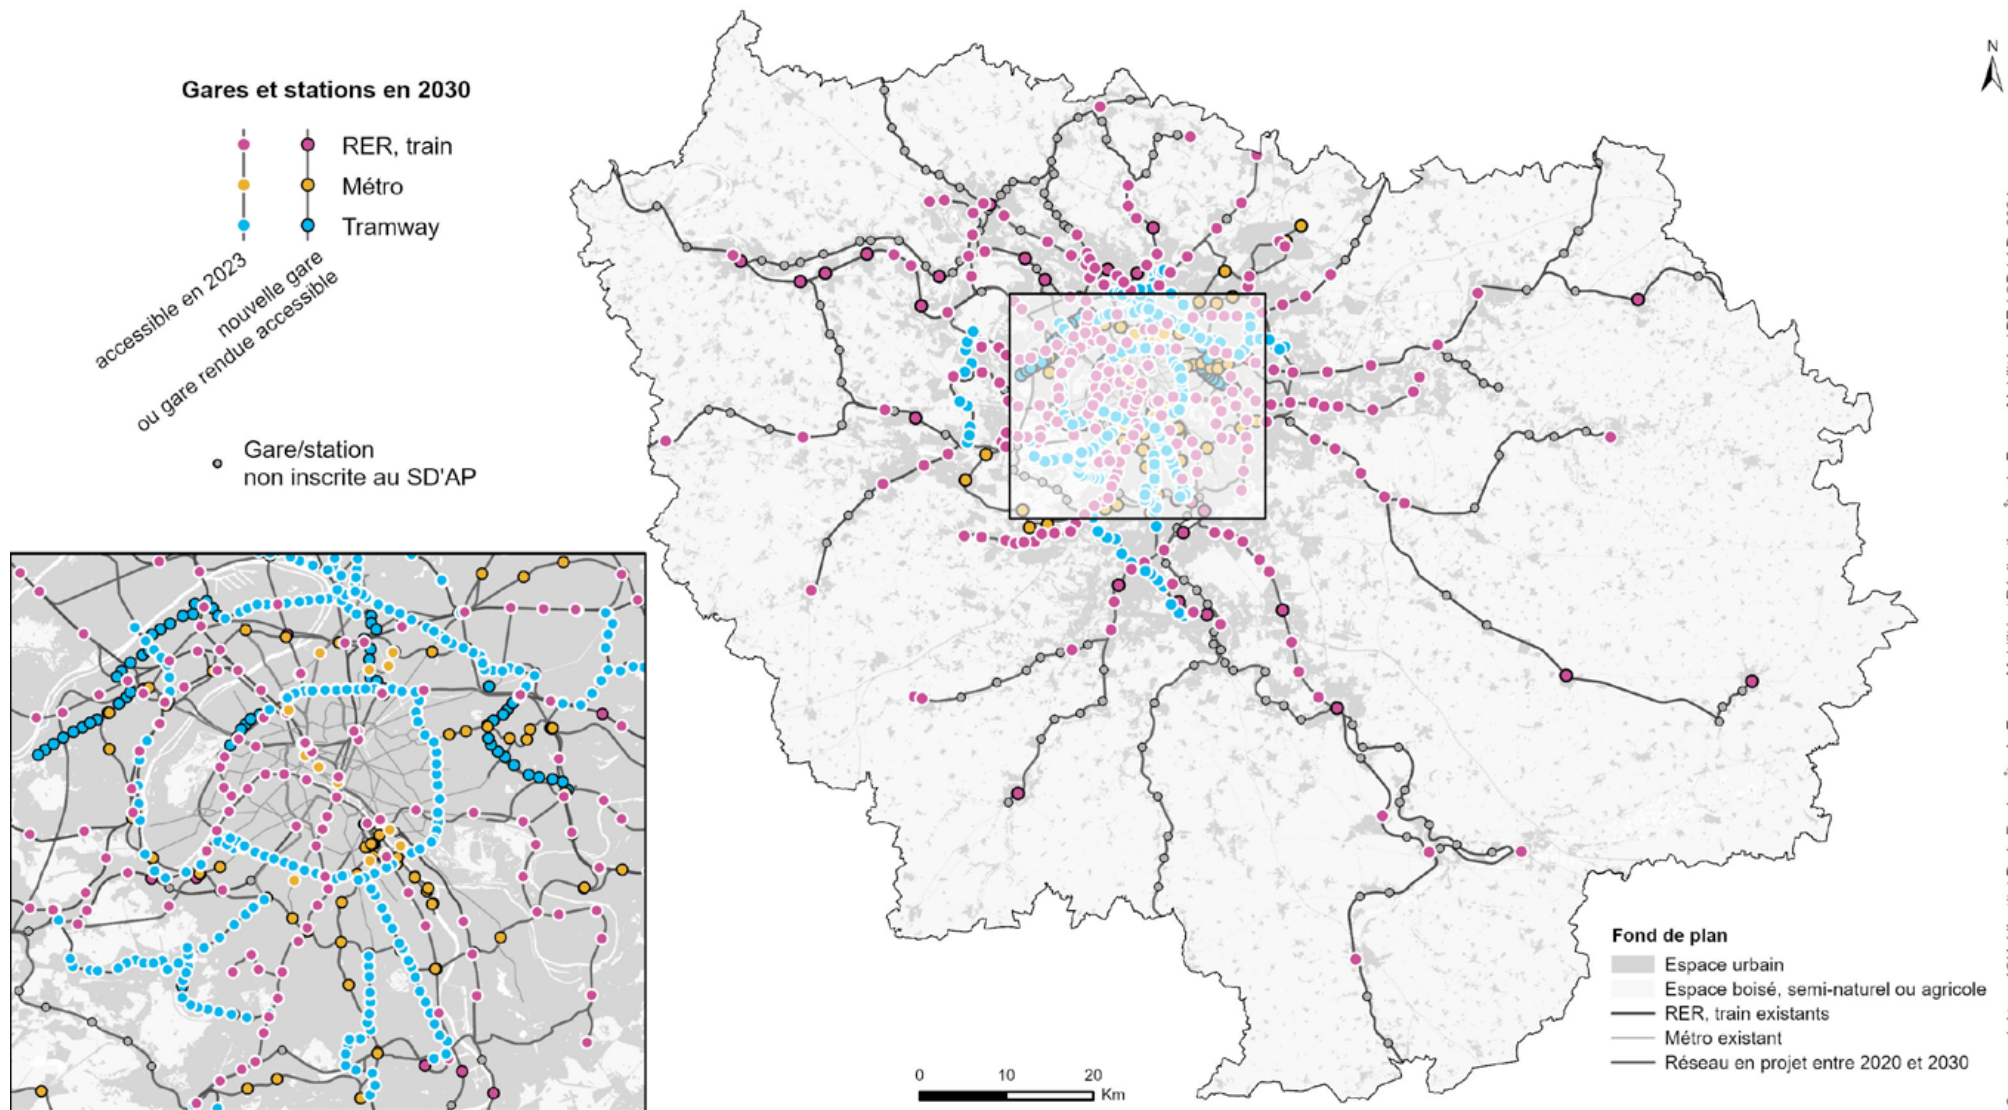 Gares et stations en 2030
RER, train
Métro
Tramway
accessible en 2023
nouvelle gare
ou gare rendue accessible
Gare/station
non inscrite au SD'AP
N
Fond de plan
Espace urbain
Espace boisé, semi-naturel ou agricole
RER, train existants
Métro existant
Réseau en projet entre 2020 et 2030
0
10
20
Km